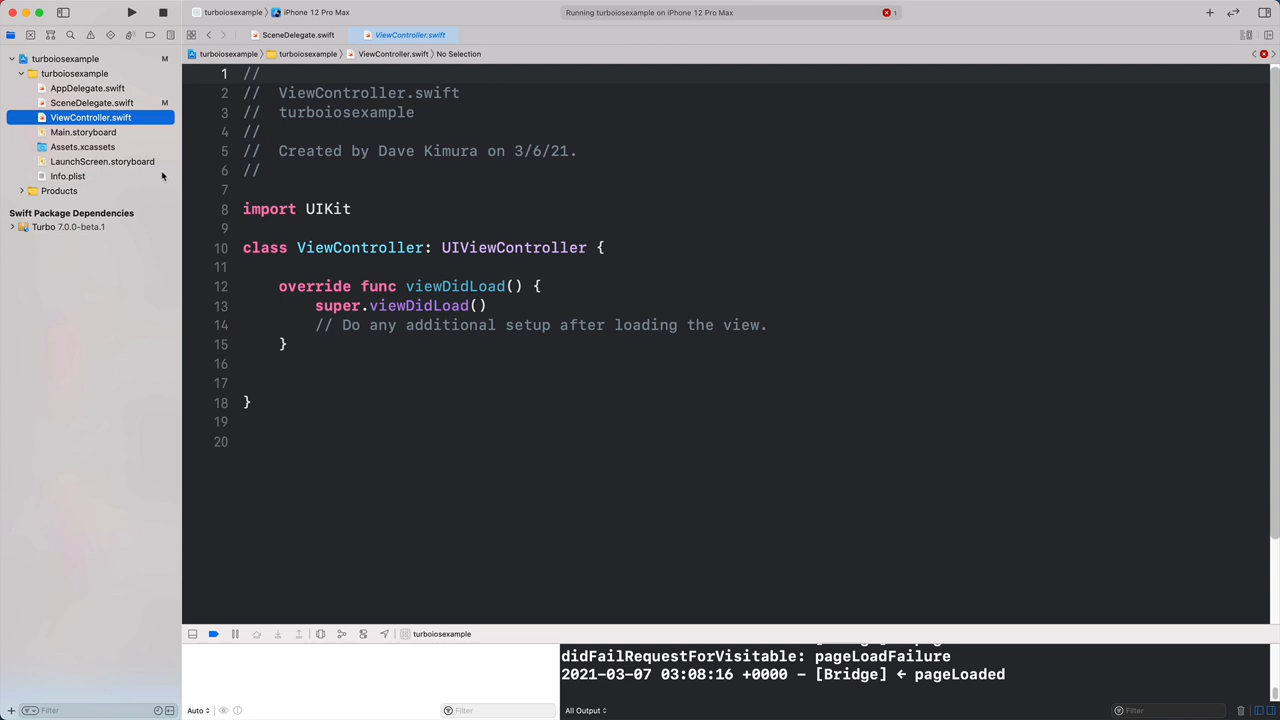 turboiosexample
iPhone 12 Pro Max
Running turboiosexample on iPhone 12 Pro Max
1
SceneDelegate.swift
ViewController.swift
turboiosexample
M
turboiosexample
AppDelegate.swift
SceneDelegate.swift
M
ViewController.swift
Main.storyboard
Assets.xcassets
LaunchScreen.storyboard
Info.plist
Products
Swift Package Dependencies
Turbo 7.0.0-beta.1
turboiosexample
turboiosexample
ViewController.swift
No Selection
1 //
2 // ViewController.swift
3 // turboiosexample
4 //
5 // Created by Dave Kimura on 3/6/21.
6 //
7
8 import UIKit
9
10 class ViewController: UIViewController {
11
12 override func viewDidLoad() {
13 super.viewDidLoad()
14 // Do any additional setup after loading the view.
15 }
16
17
18 }
19
20
turboiosexample
didFailRequestForVisitable: pageLoadFailure
2021-03-07 03:08:16 +0000 - [Bridge] ← pageLoaded
Filter
Auto
Filter
All Output
Filter